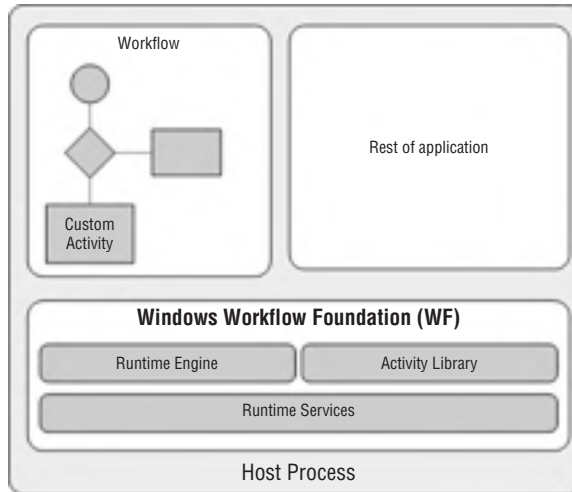 Workflow
Custom
Activity
Rest of application
Windows Workflow Foundation (WF)
Runtime Engine
Activity Library
Runtime Services
Host Process